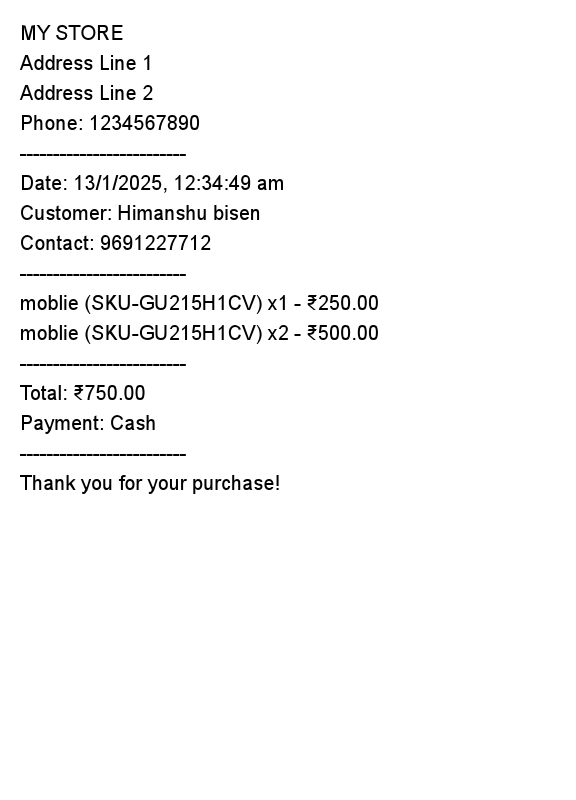 MY STORE
Address Line 1
Address Line 2
Phone: 1234567890
-------------------------
Date: 13/1/2025, 12:34:49 am
Customer: Himanshu bisen
Contact: 9691227712
-------------------------
moblie (SKU-GU215H1CV) x1 - ₹250.00
moblie (SKU-GU215H1CV) x2 - ₹500.00
-------------------------
Total: ₹750.00
Payment: Cash
-------------------------
Thank you for your purchase!